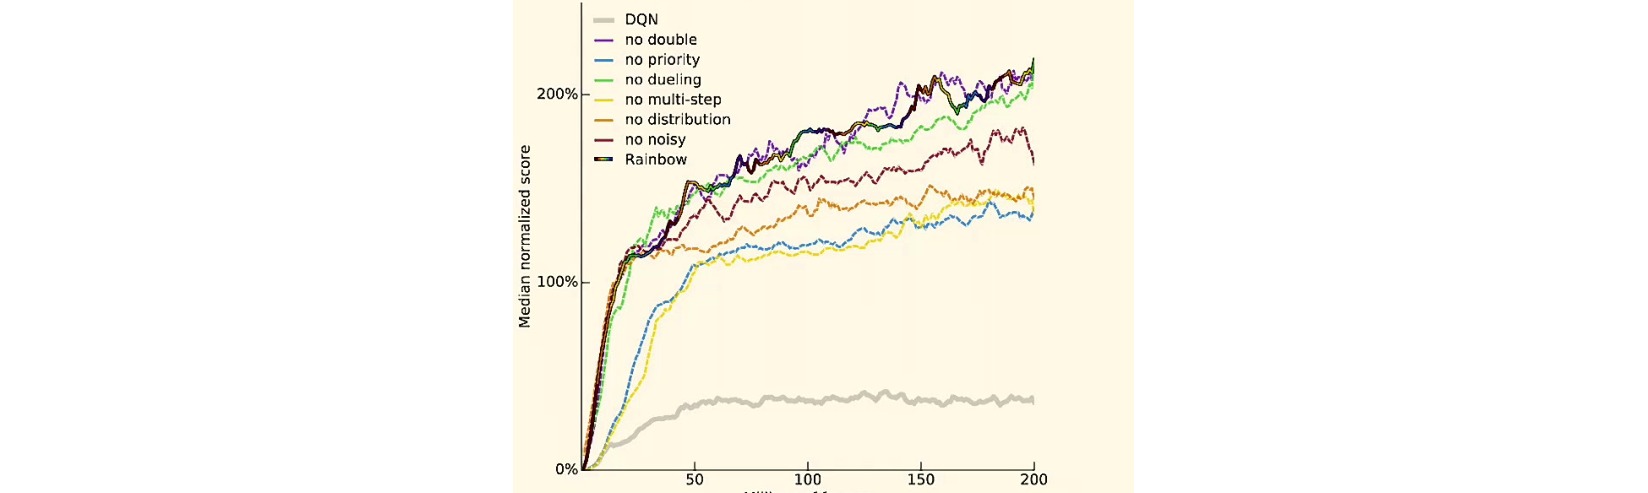 DQN
no double
no priority
no dueling
no multi-step
no distribution
no noisy
Rainbow
Median normalized score
200%
100%
0%
50
100
150
200